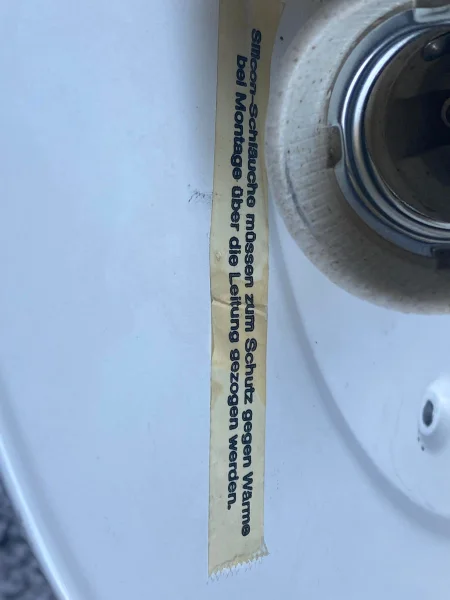 Silicon-Schläuche müssen zum Schutz gegen Wärme
bei Montage über die Leitung gezogen werden.